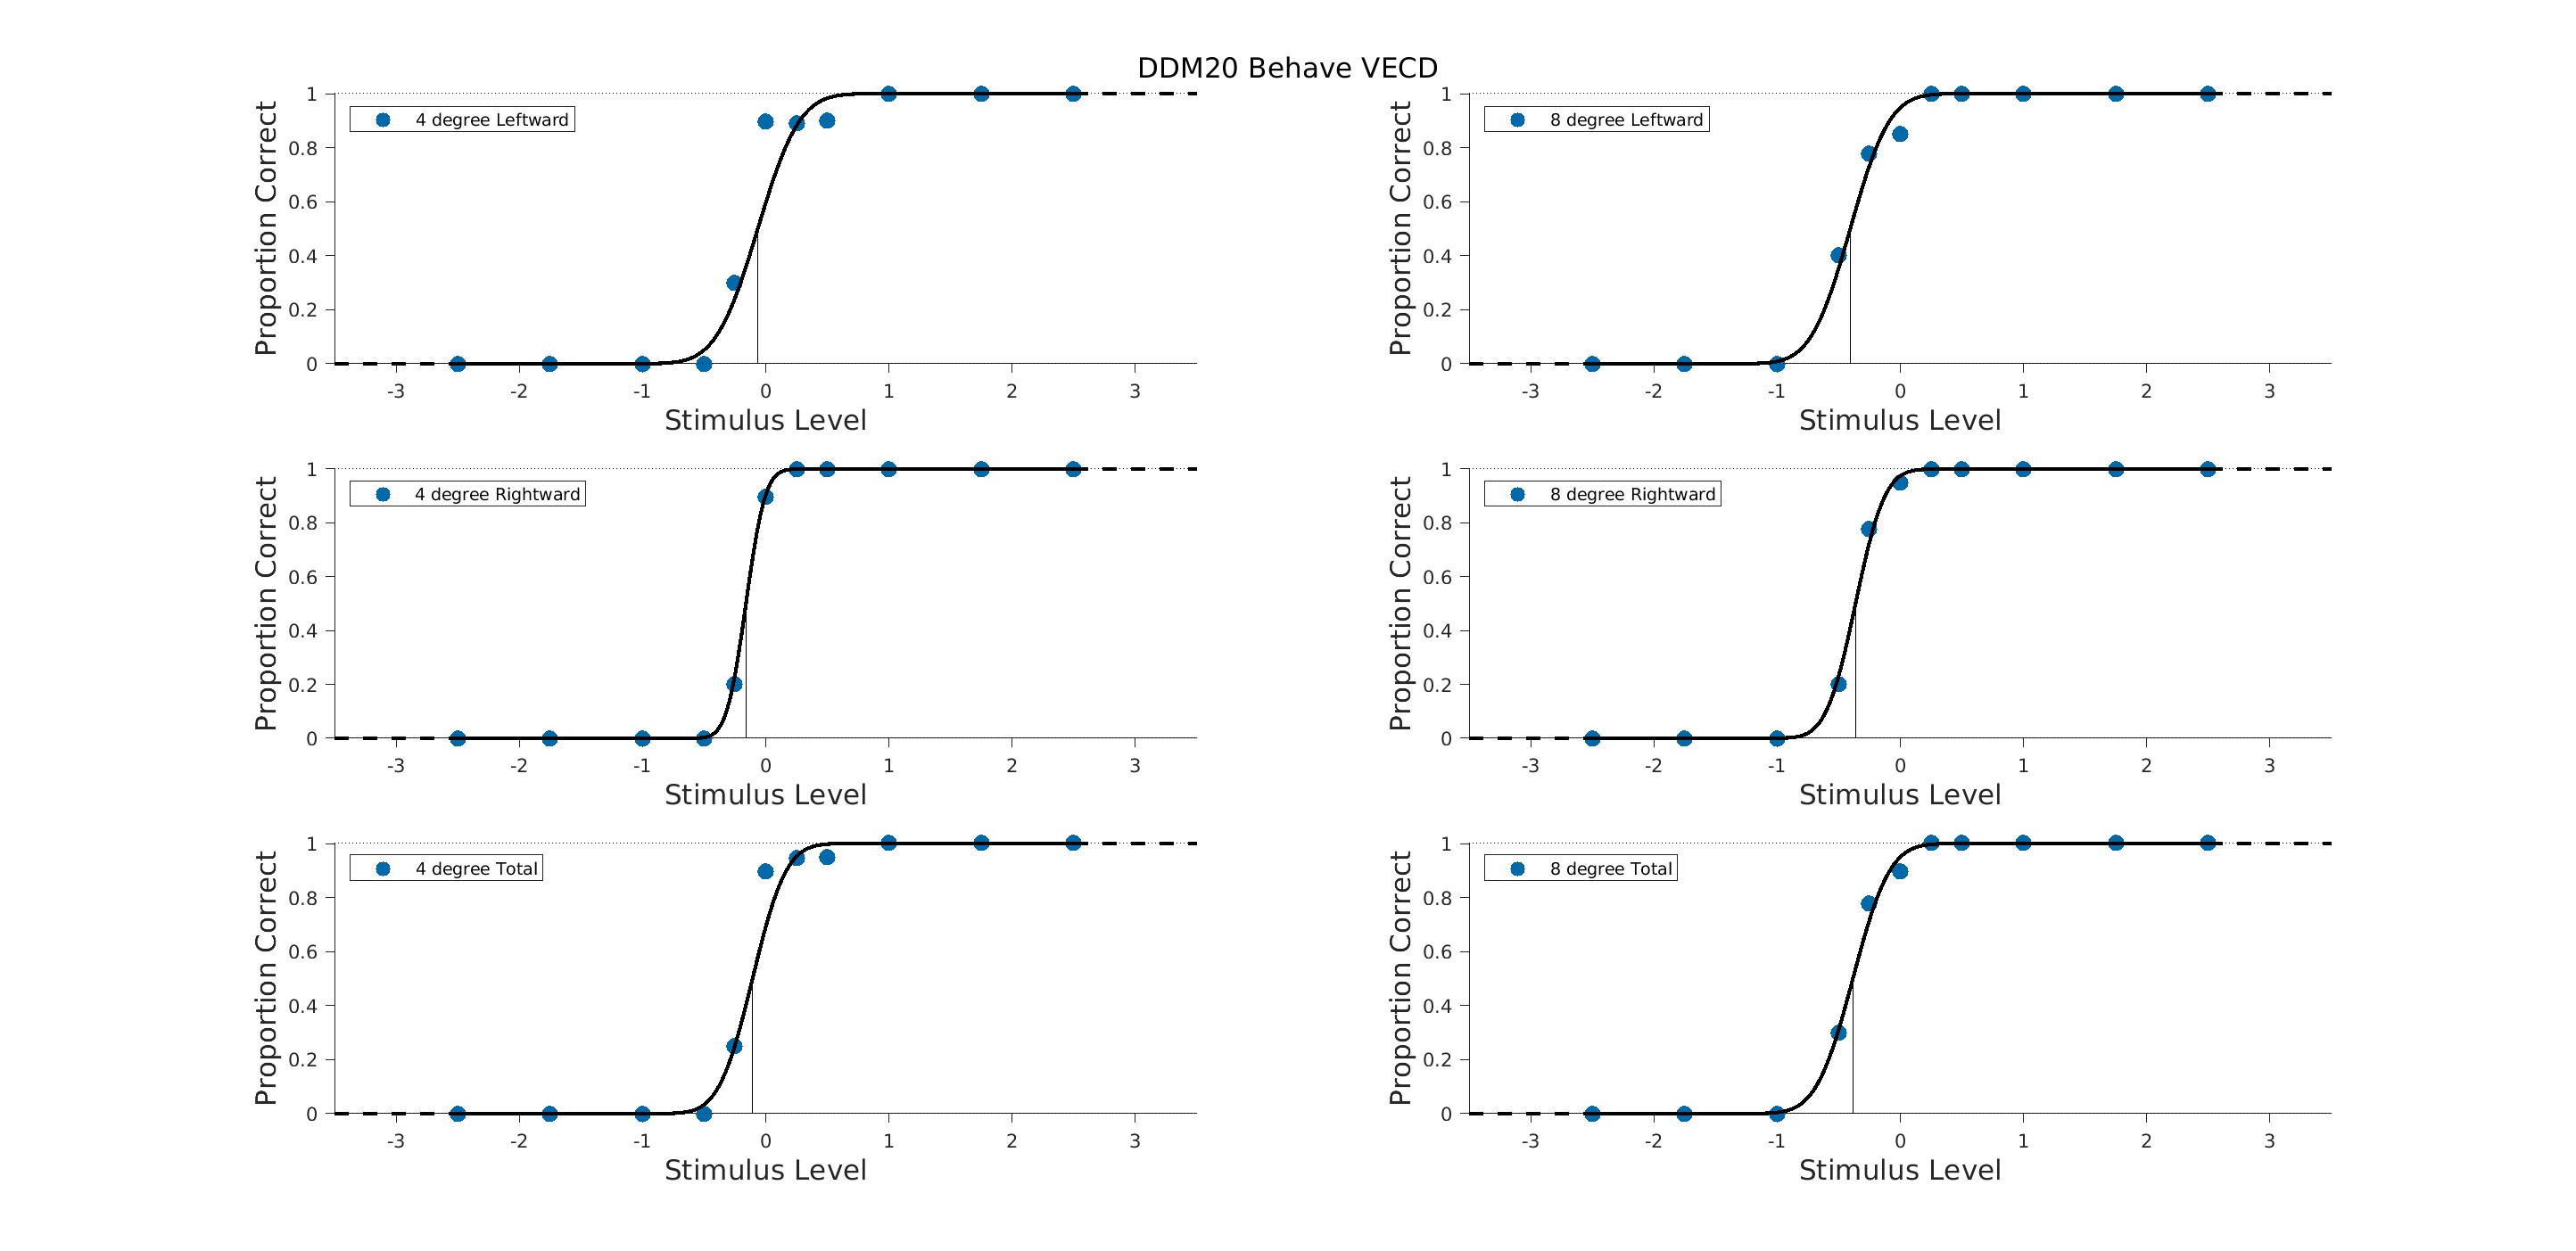 DDM20 Behave VECD
Proportion Correct
1
0.8
0.6
0.4
0.2
0
4 degree Leftward
-3 -2 -1 0 1 2 3
Stimulus Level
Proportion Correct
1
0.8
0.6
0.4
0.2
0
8 degree Leftward
-3 -2 -1 0 1 2 3
Stimulus Level
Proportion Correct
1
0.8
0.6
0.4
0.2
0
4 degree Rightward
-3 -2 -1 0 1 2 3
Stimulus Level
Proportion Correct
1
0.8
0.6
0.4
0.2
0
8 degree Rightward
-3 -2 -1 0 1 2 3
Stimulus Level
Proportion Correct
1
0.8
0.6
0.4
0.2
0
4 degree Total
-3 -2 -1 0 1 2 3
Stimulus Level
Proportion Correct
1
0.8
0.6
0.4
0.2
0
8 degree Total
-3 -2 -1 0 1 2 3
Stimulus Level